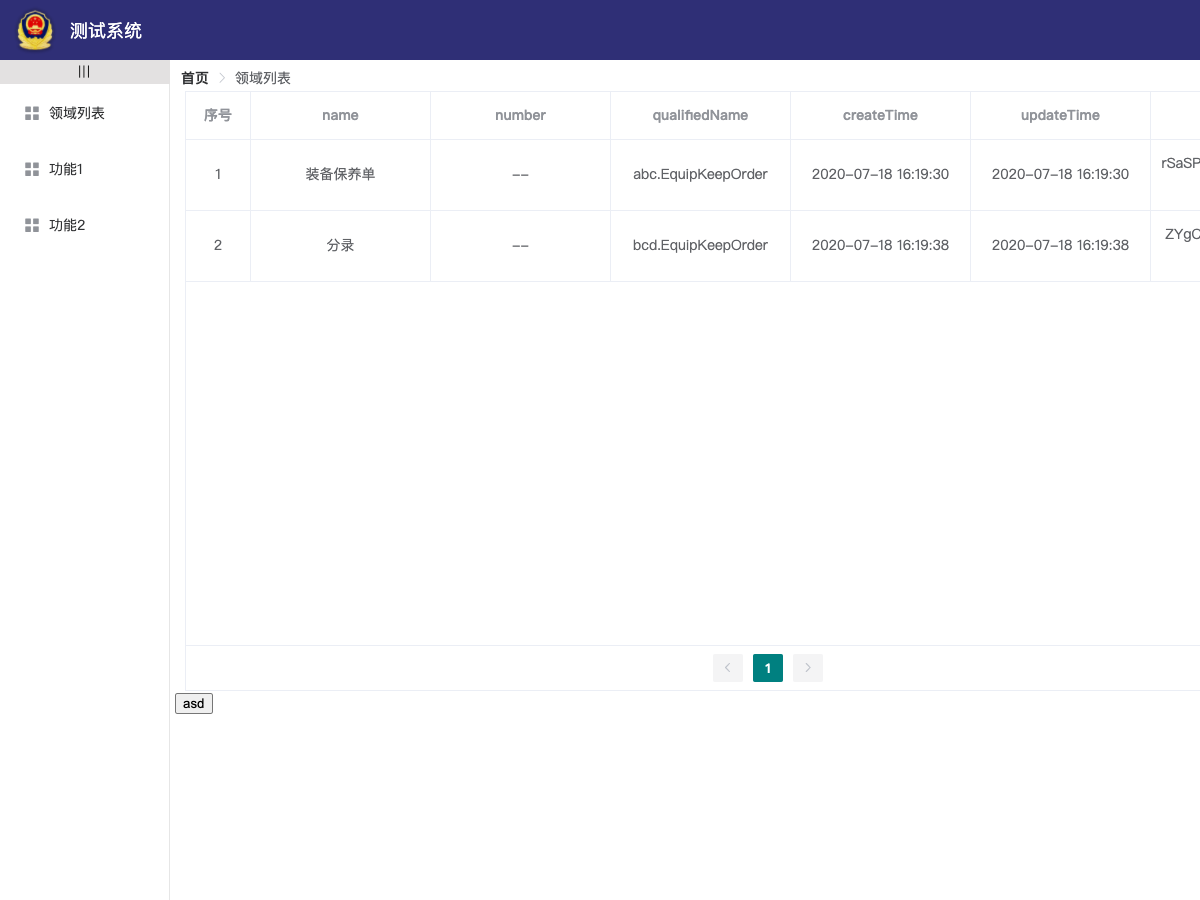 测试系统
|||
首页 > 领域列表
领域列表
功能1
功能2
序号 name number qualifiedName createTime updateTime
1 装备保养单 -- abc.EquipKeepOrder 2020-07-18 16:19:30 2020-07-18 16:19:30 rSaSP
2 分录 -- bcd.EquipKeepOrder 2020-07-18 16:19:38 2020-07-18 16:19:38
< 1 >
asd